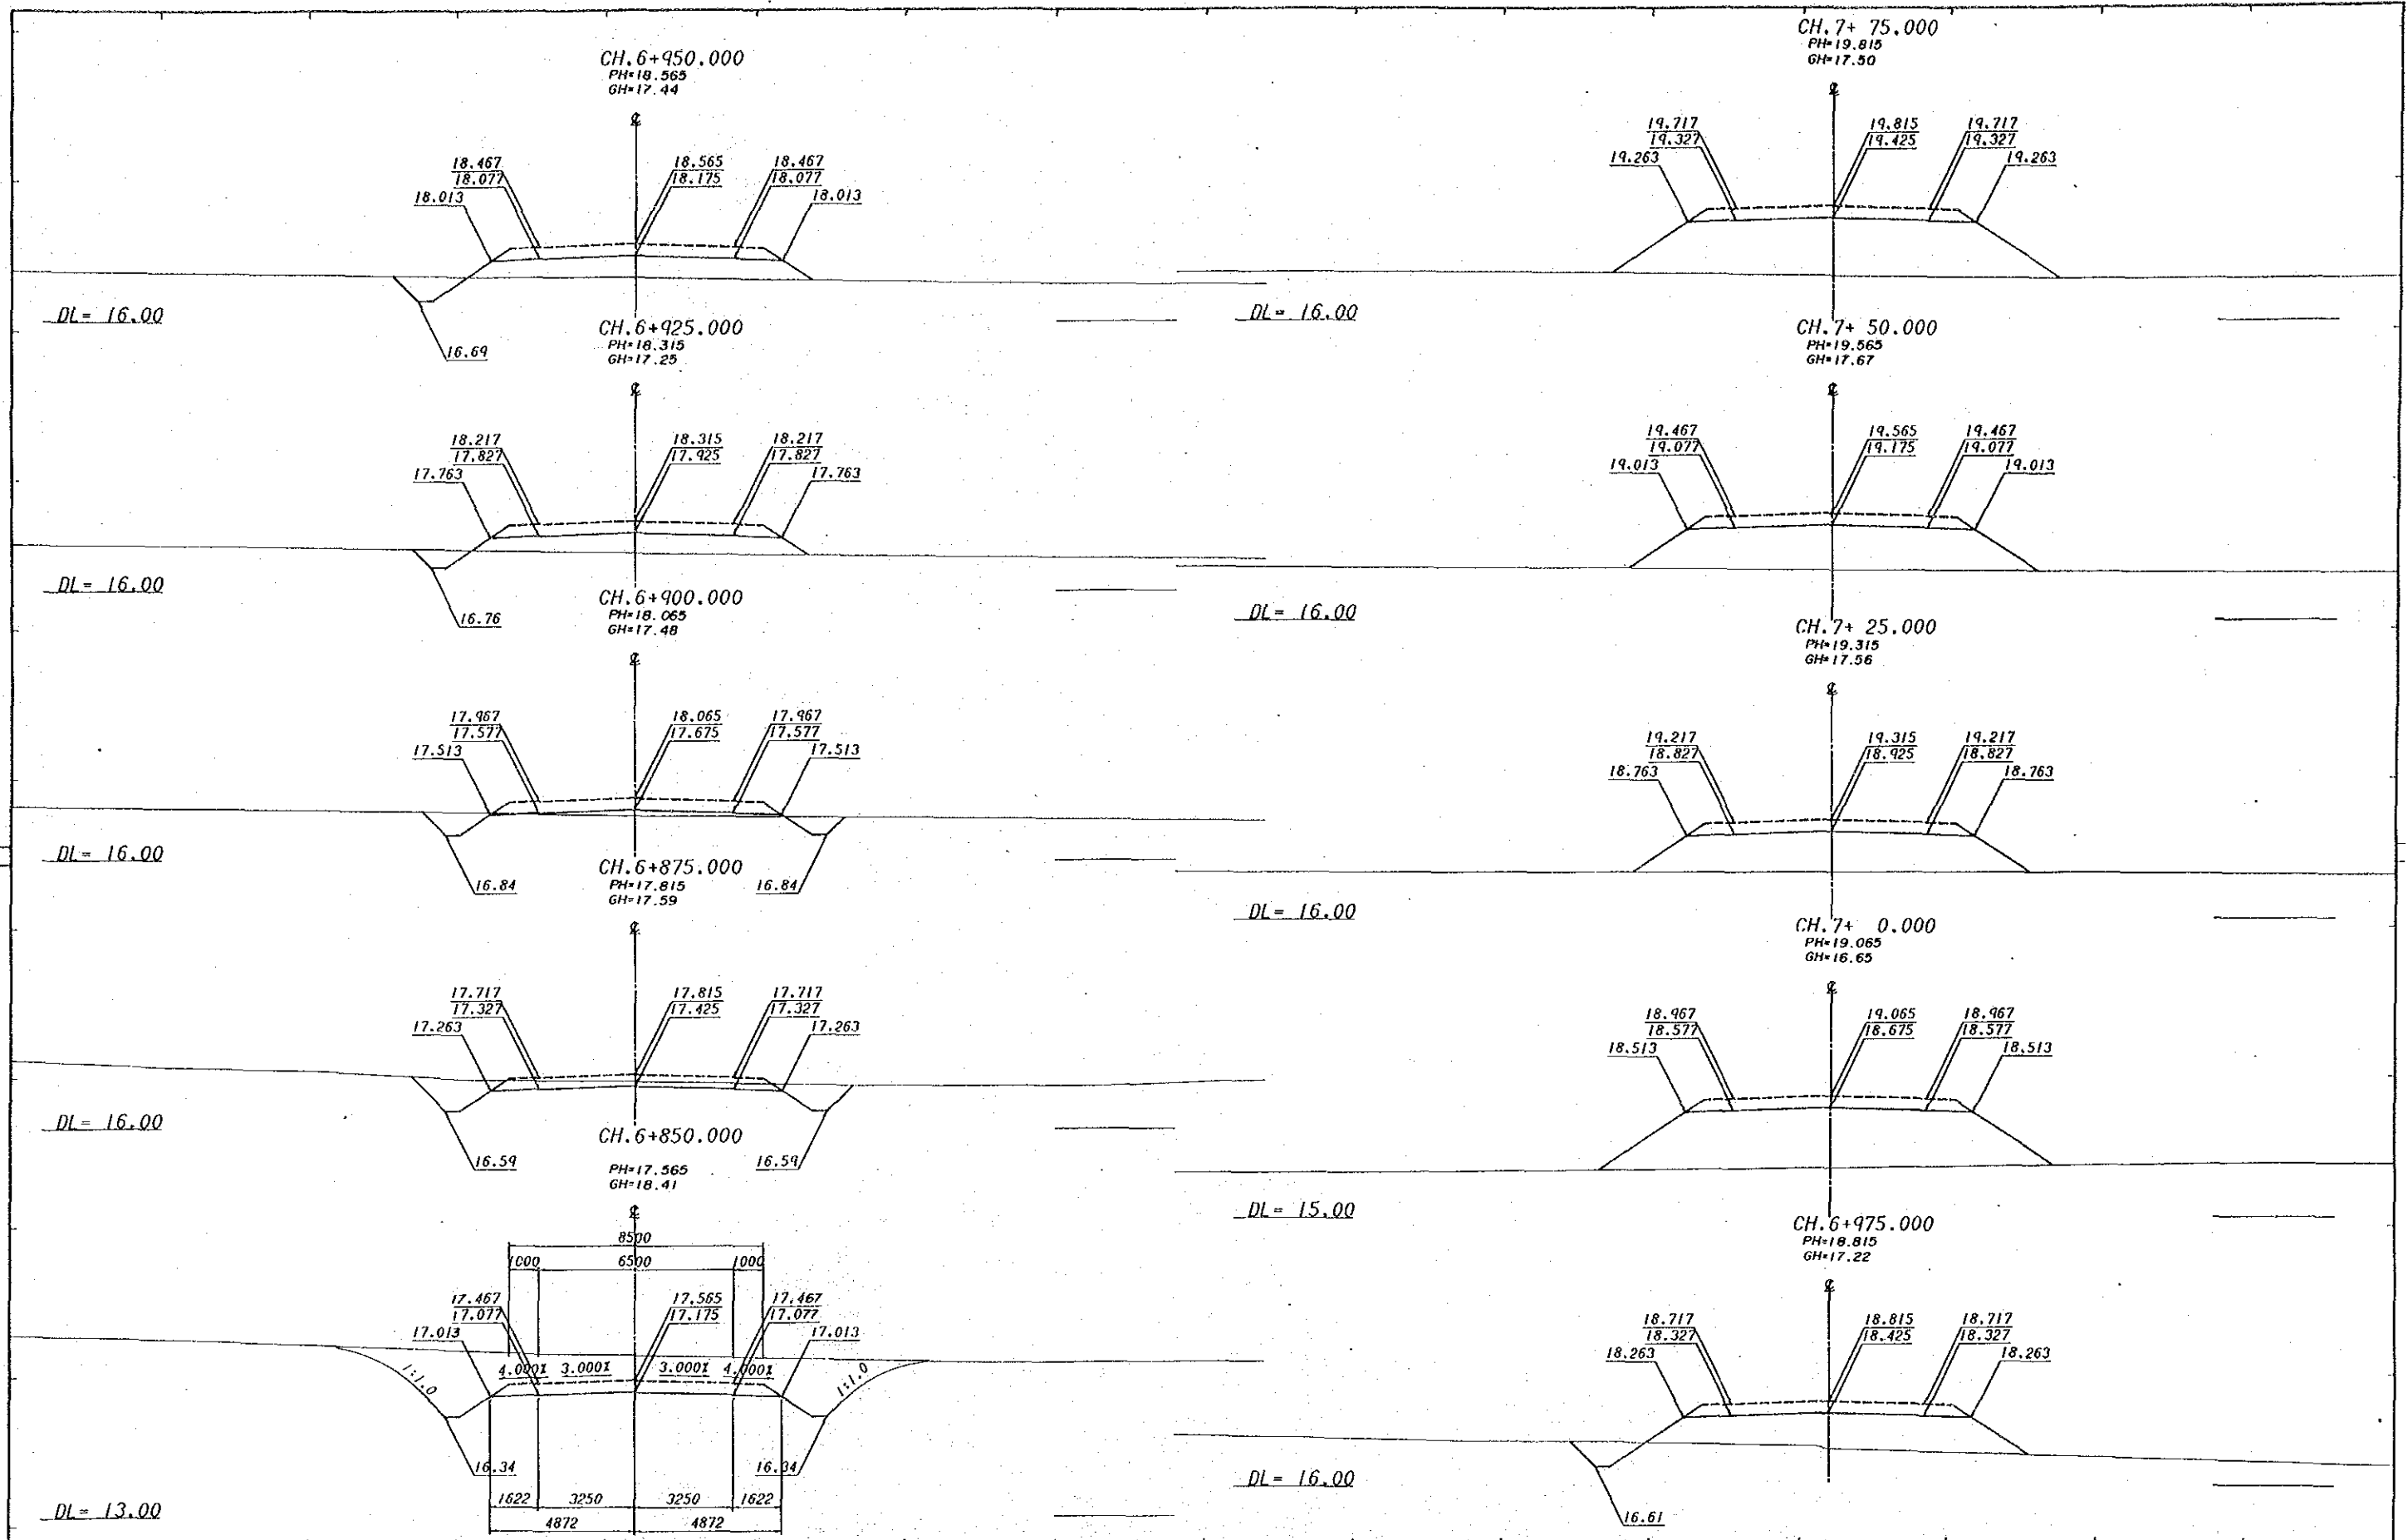 CH.6+950.000
PH=18.565
GH=17.44
18.467 18.565 18.467
18.077 18.175 18.077
18.013 18.013
DL= 16.00
16.69
CH.6+925.000
PH=18.315
GH=17.25
18.217 18.315 18.217
17.827 17.925 17.827
17.763 17.763
DL= 16.00
16.76
CH.6+900.000
PH=18.065
GH=17.48
17.967 18.065 17.967
17.577 17.675 17.577
17.513 17.513
DL= 16.00
16.84 16.84
CH.6+875.000
PH=17.815
GH=17.59
17.717 17.815 17.717
17.327 17.425 17.327
17.263 17.263
DL= 16.00
16.59 16.59
CH.6+850.000
PH=17.565
GH=18.41
8500
1000 6500 1000
17.467 17.565 17.467
17.077 17.175 17.077
17.013 17.013
1:1.0 4.000% 3.000% 3.000% 4.000% 1:1.0
16.34 16.34
1622 3250 3250 1622
4872 4872
DL= 13.00
CH.7+ 75.000
PH=19.815
GH=17.50
19.717 19.815 19.717
19.327 19.425 19.327
19.263 19.263
DL= 16.00
CH.7+ 50.000
PH=19.565
GH=17.67
19.467 19.565 19.467
19.077 19.175 19.077
19.013 19.013
DL= 16.00
CH.7+ 25.000
PH=19.315
GH=17.56
19.217 19.315 19.217
18.827 18.925 18.827
18.763 18.763
DL= 16.00
CH.7+ 0.000
PH=19.065
GH=16.65
18.967 19.065 18.967
18.577 18.675 18.577
18.513 18.513
DL= 15.00
CH.6+975.000
PH=18.815
GH=17.22
18.717 18.815 18.717
18.327 18.425 18.327
18.263 18.263
DL= 16.00
16.61